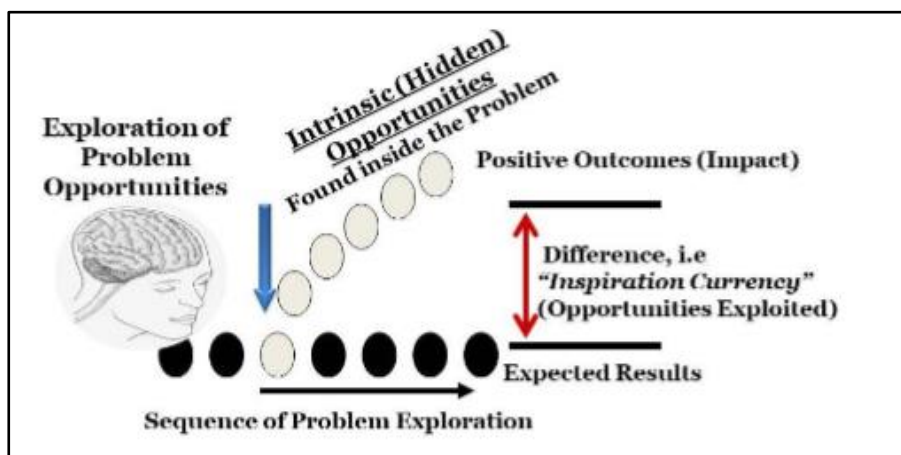 Exploration of
Problem
Opportunities
Intrinsic (Hidden)
Opportunities
Found inside the Problem
Positive Outcomes (Impact)
Difference, i.e
“Inspiration Currency”
(Opportunities Exploited)
Expected Results
Sequence of Problem Exploration